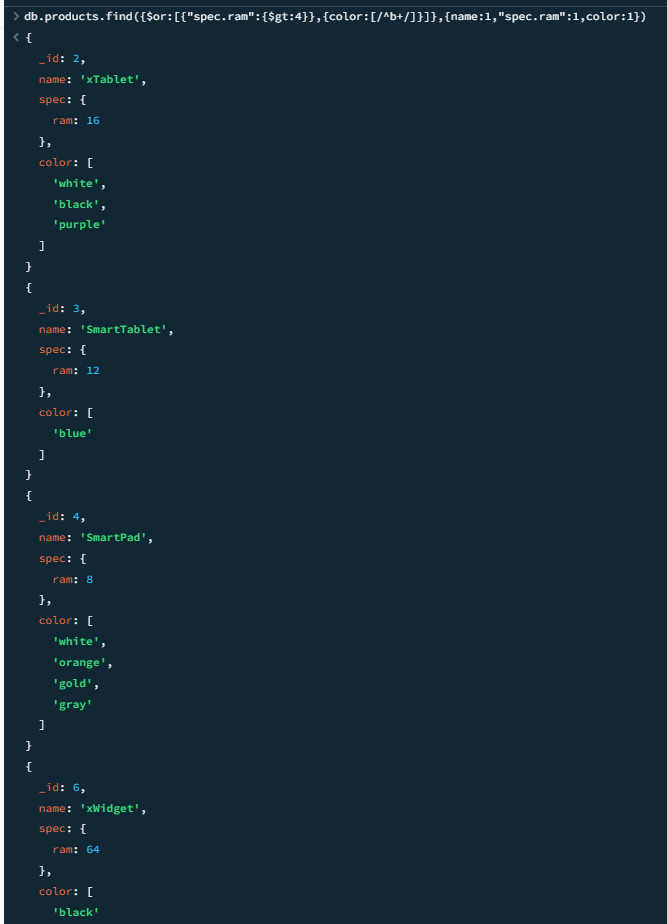 > db.products.find({$or:[{"spec.ram":{$gt:4}},{color:[/^b+/]}]},{name:1,"spec.ram":1,color:1})
< {
_id: 2,
name: 'xTablet',
spec: {
ram: 16
},
color: [
'white',
'black',
'purple'
]
}
{
_id: 3,
name: 'SmartTablet',
spec: {
ram: 12
},
color: [
'blue'
]
}
{
_id: 4,
name: 'SmartPad',
spec: {
ram: 8
},
color: [
'white',
'orange',
'gold',
'gray'
]
}
{
_id: 6,
name: 'xWidget',
spec: {
ram: 64
},
color: [
'black'